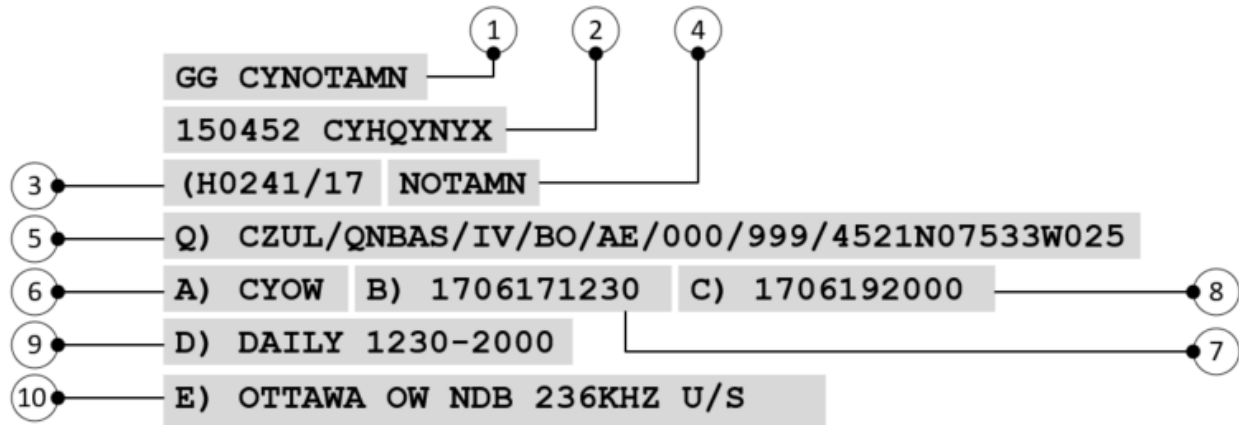 1 2 4
GG CYNOTAMN
150452 CYHQYNYX
3 (H0241/17 NOTAMN
5 Q) CZUL/QNBAS/IV/BO/AE/000/999/4521N07533W025
6 A) CYOW B) 1706171230 C) 1706192000 8
9 D) DAILY 1230-2000 7
10 E) OTTAWA OW NDB 236KHZ U/S